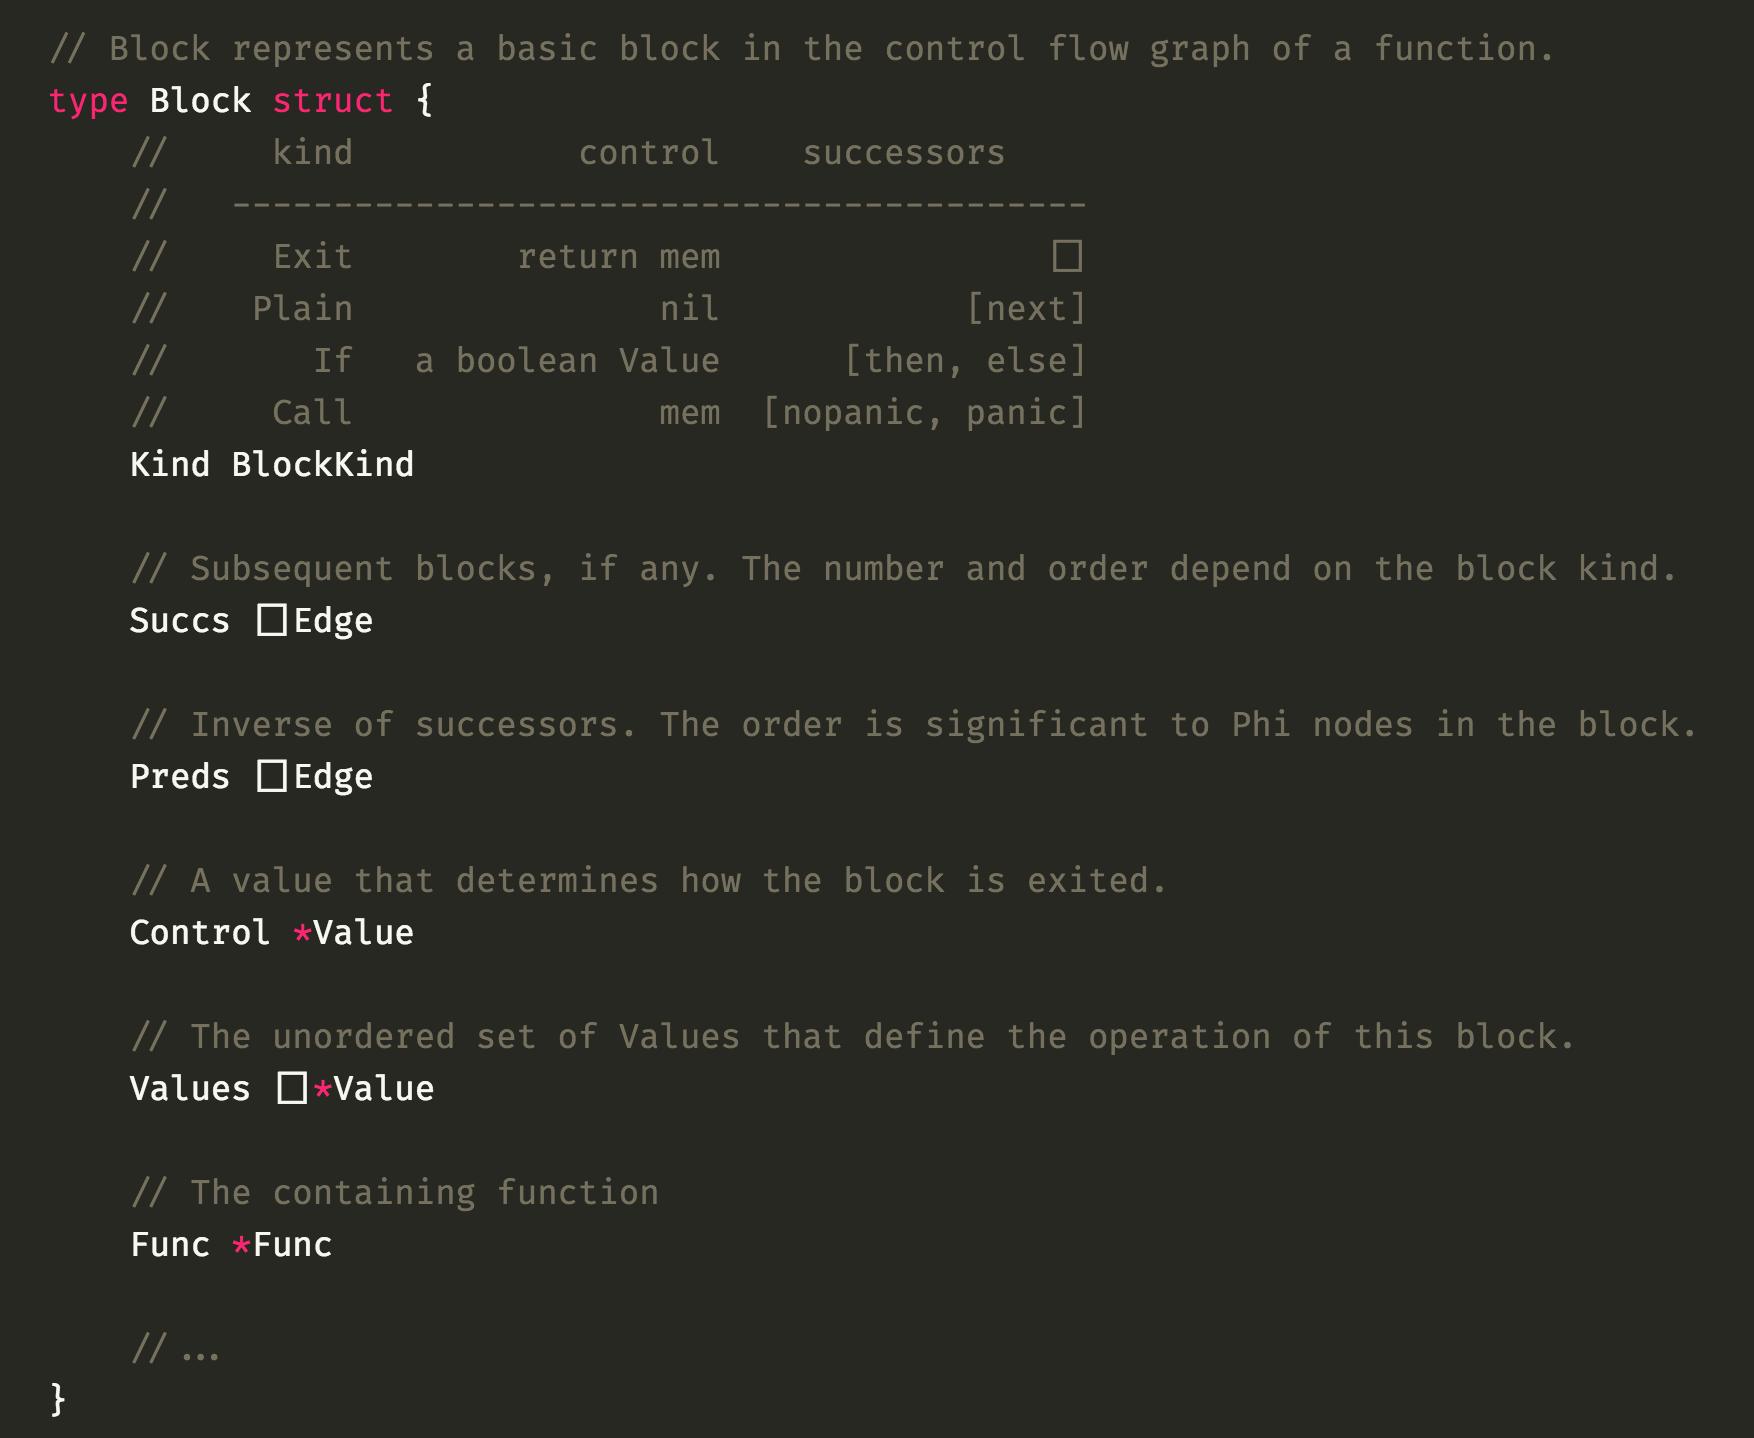 // Block represents a basic block in the control flow graph of a function.
type Block struct {
    //     kind           control    successors
    //   ------------------------------------------
    //     Exit        return mem                []
    //    Plain               nil            [next]
    //       If   a boolean Value      [then, else]
    //     Call               mem  [nopanic, panic]
    Kind BlockKind

    // Subsequent blocks, if any. The number and order depend on the block kind.
    Succs []Edge

    // Inverse of successors. The order is significant to Phi nodes in the block.
    Preds []Edge

    // A value that determines how the block is exited.
    Control *Value

    // The unordered set of Values that define the operation of this block.
    Values []*Value

    // The containing function
    Func *Func

    // ...
}